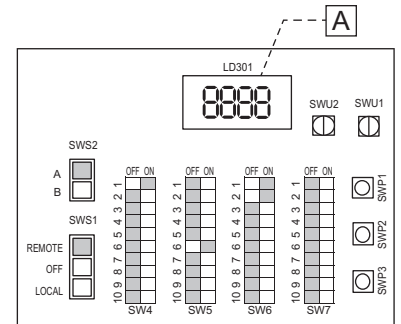 A
LD301
8888
SWU2 SWU1
SWS2
A
B
SWS1
REMOTE
OFF
LOCAL
OFF ON
1
2
3
4
5
6
7
8
9
10
SW4
OFF ON
1
2
3
4
5
6
7
8
9
10
SW5
OFF ON
1
2
3
4
5
6
7
8
9
10
SW6
OFF ON
1
2
3
4
5
6
7
8
9
10
SW7
SWP1
SWP2
SWP3